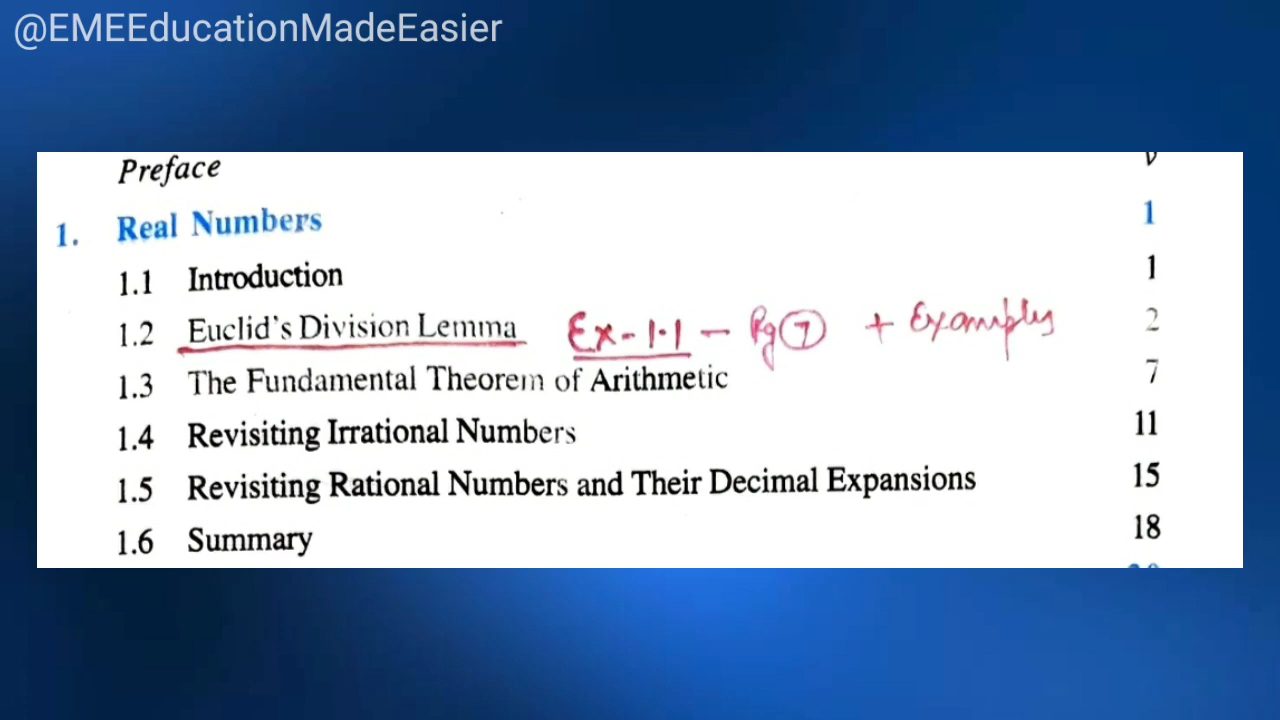 @EMEEducationMadeEasier
Preface v
1. Real Numbers 1
1.1 Introduction 1
1.2 Euclid's Division Lemma Ex-1.1 - Pg 7 + Examples 2
1.3 The Fundamental Theorem of Arithmetic 7
1.4 Revisiting Irrational Numbers 11
1.5 Revisiting Rational Numbers and Their Decimal Expansions 15
1.6 Summary 18